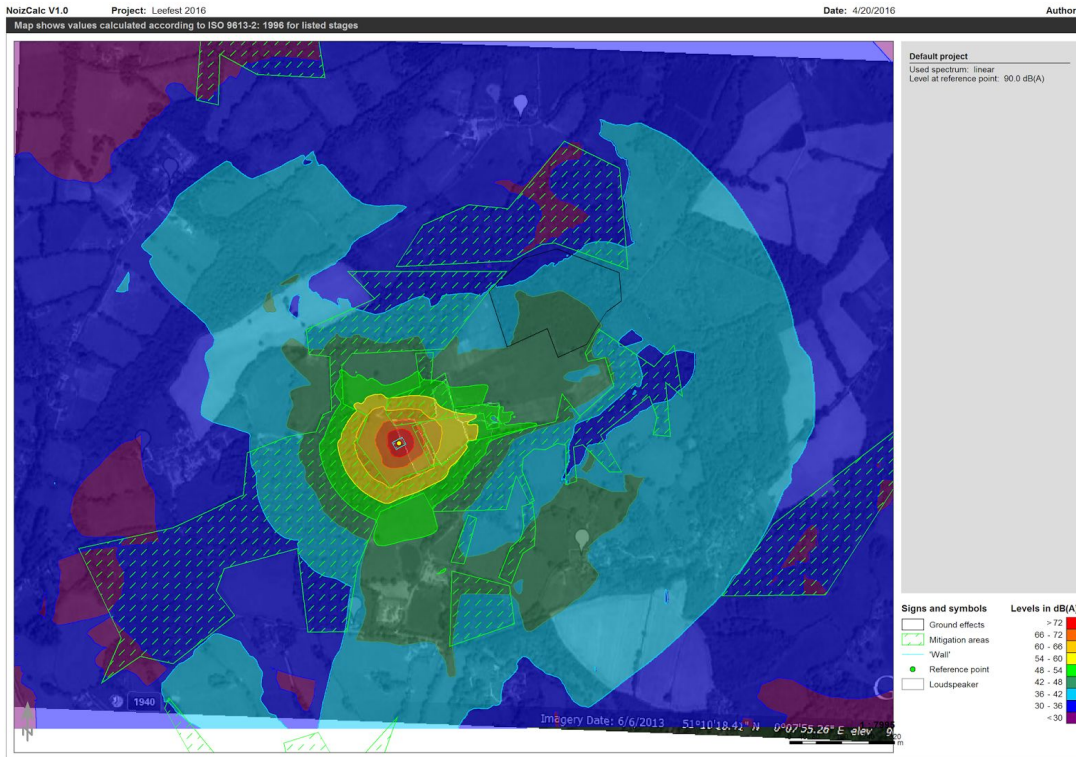 NoizCalc V1.0 Project: Leefest 2016 Date: 4/20/2016 Author
Map shows values calculated according to ISO 9613-2: 1996 for listed stages
Default project
Used spectrum: linear
Level at reference point: 90.0 dB(A)
Signs and symbols
Ground effects
Mitigation areas
'Wall'
Reference point
Loudspeaker
Levels in dB(A)
> 72
66 - 72
60 - 66
54 - 60
48 - 54
42 - 48
36 - 42
30 - 36
< 30
1940
N
Imagery Date: 6/6/2013 51°10'18.41" N 0°07'55.26" E elev
m